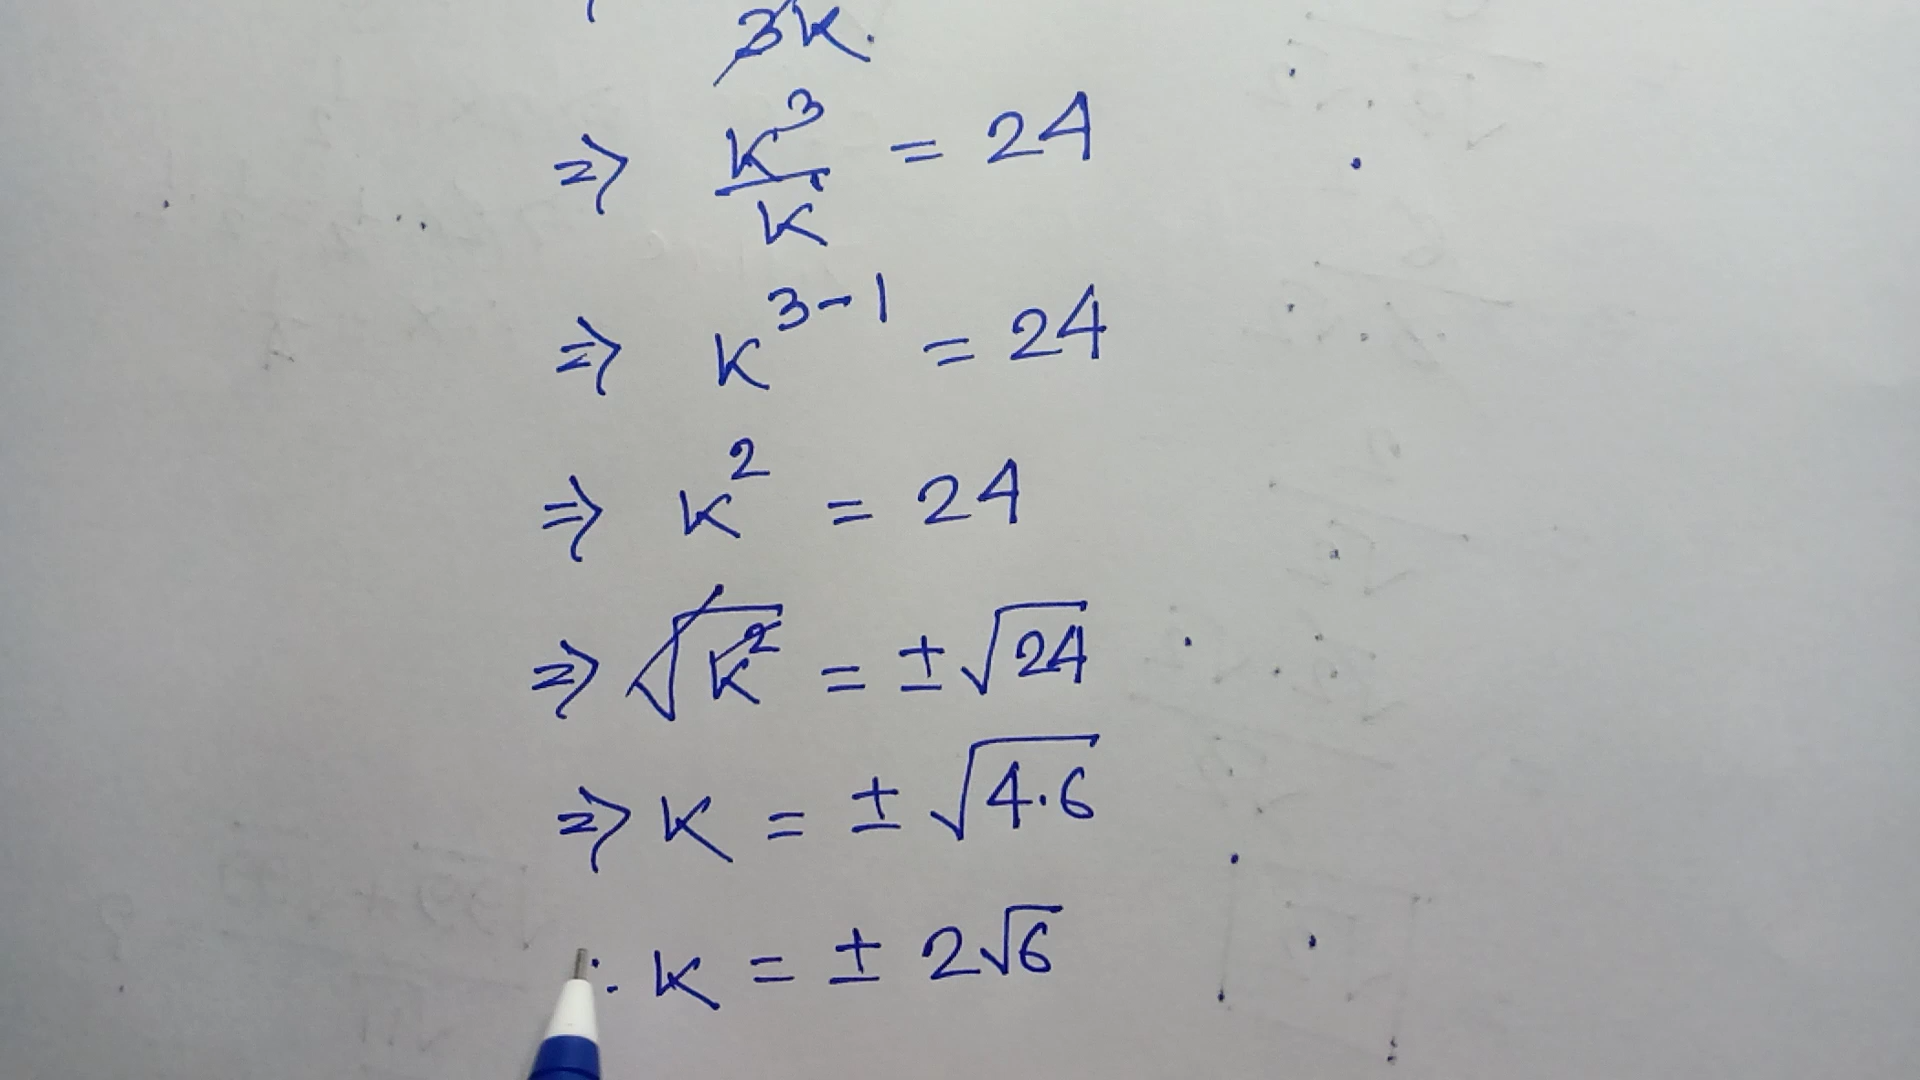 3K.
⇒ K³/K = 24
⇒ K³⁻¹ = 24
⇒ K² = 24
⇒ √K² = ±√24
⇒ K = ±√4·6
∴ K = ± 2√6